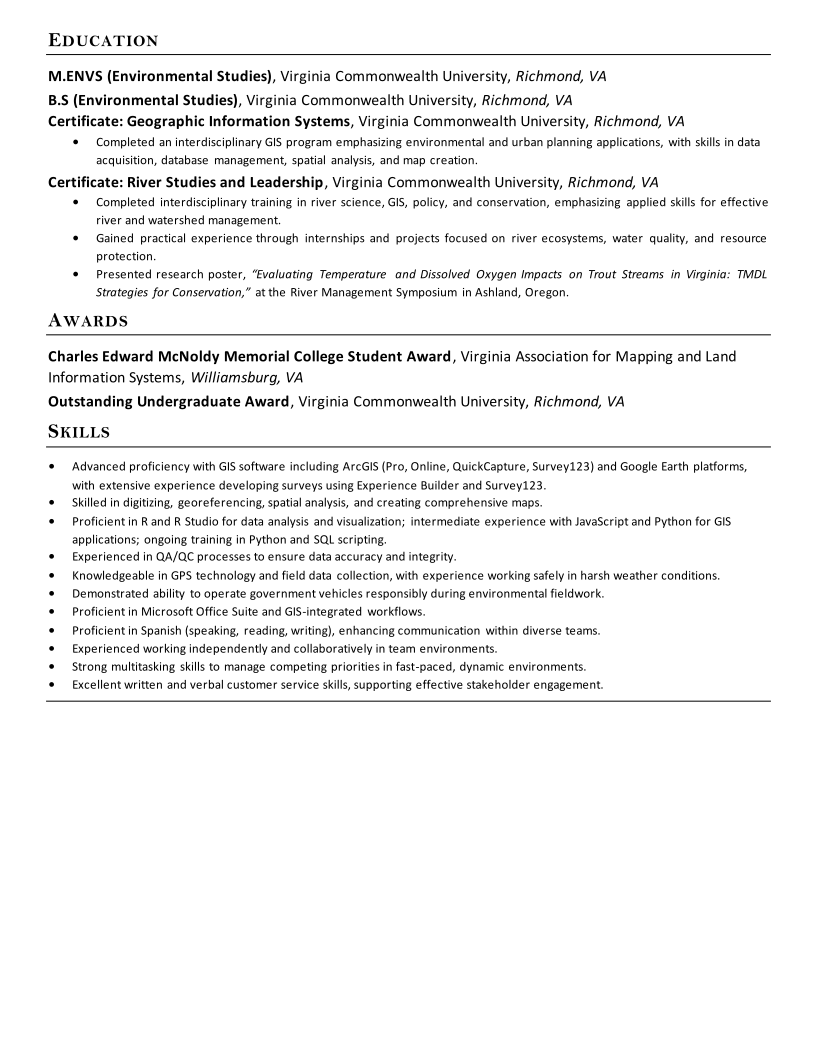 EDUCATION
M.ENVS (Environmental Studies), Virginia Commonwealth University, Richmond, VA
B.S (Environmental Studies), Virginia Commonwealth University, Richmond, VA
Certificate: Geographic Information Systems, Virginia Commonwealth University, Richmond, VA
• Completed an interdisciplinary GIS program emphasizing environmental and urban planning applications, with skills in data
acquisition, database management, spatial analysis, and map creation.
Certificate: River Studies and Leadership, Virginia Commonwealth University, Richmond, VA
• Completed interdisciplinary training in river science, GIS, policy, and conservation, emphasizing applied skills for effective
river and watershed management.
• Gained practical experience through internships and projects focused on river ecosystems, water quality, and resource
protection.
• Presented research poster, “Evaluating Temperature and Dissolved Oxygen Impacts on Trout Streams in Virginia: TMDL
Strategies for Conservation,” at the River Management Symposium in Ashland, Oregon.
AWARDS
Charles Edward McNoldy Memorial College Student Award, Virginia Association for Mapping and Land
Information Systems, Williamsburg, VA
Outstanding Undergraduate Award, Virginia Commonwealth University, Richmond, VA
SKILLS
• Advanced proficiency with GIS software including ArcGIS (Pro, Online, QuickCapture, Survey123) and Google Earth platforms,
with extensive experience developing surveys using Experience Builder and Survey123.
• Skilled in digitizing, georeferencing, spatial analysis, and creating comprehensive maps.
• Proficient in R and R Studio for data analysis and visualization; intermediate experience with JavaScript and Python for GIS
applications; ongoing training in Python and SQL scripting.
• Experienced in QA/QC processes to ensure data accuracy and integrity.
• Knowledgeable in GPS technology and field data collection, with experience working safely in harsh weather conditions.
• Demonstrated ability to operate government vehicles responsibly during environmental fieldwork.
• Proficient in Microsoft Office Suite and GIS-integrated workflows.
• Proficient in Spanish (speaking, reading, writing), enhancing communication within diverse teams.
• Experienced working independently and collaboratively in team environments.
• Strong multitasking skills to manage competing priorities in fast-paced, dynamic environments.
• Excellent written and verbal customer service skills, supporting effective stakeholder engagement.